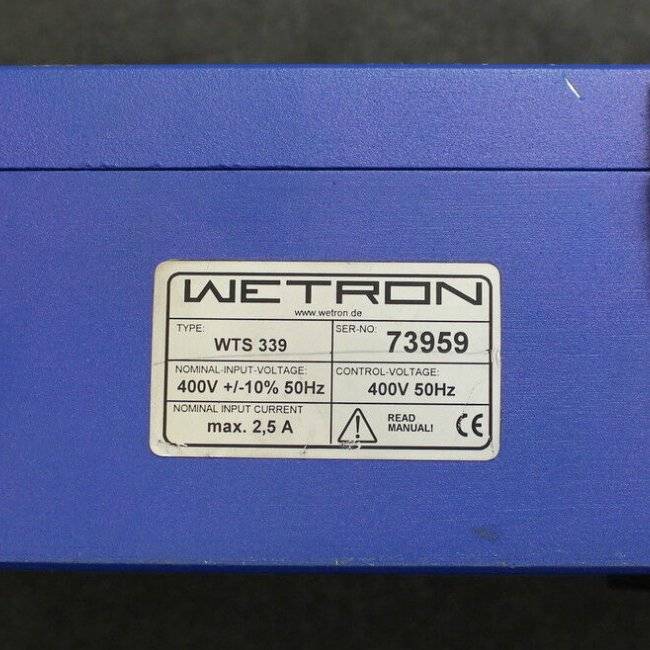 WETRON
www.wetron.de
TYPE:
WTS 339
SER-NO:
73959
NOMINAL-INPUT-VOLTAGE:
400V +/-10% 50Hz
CONTROL-VOLTAGE:
400V 50Hz
NOMINAL INPUT CURRENT
max. 2,5 A
READ
MANUAL!
CE